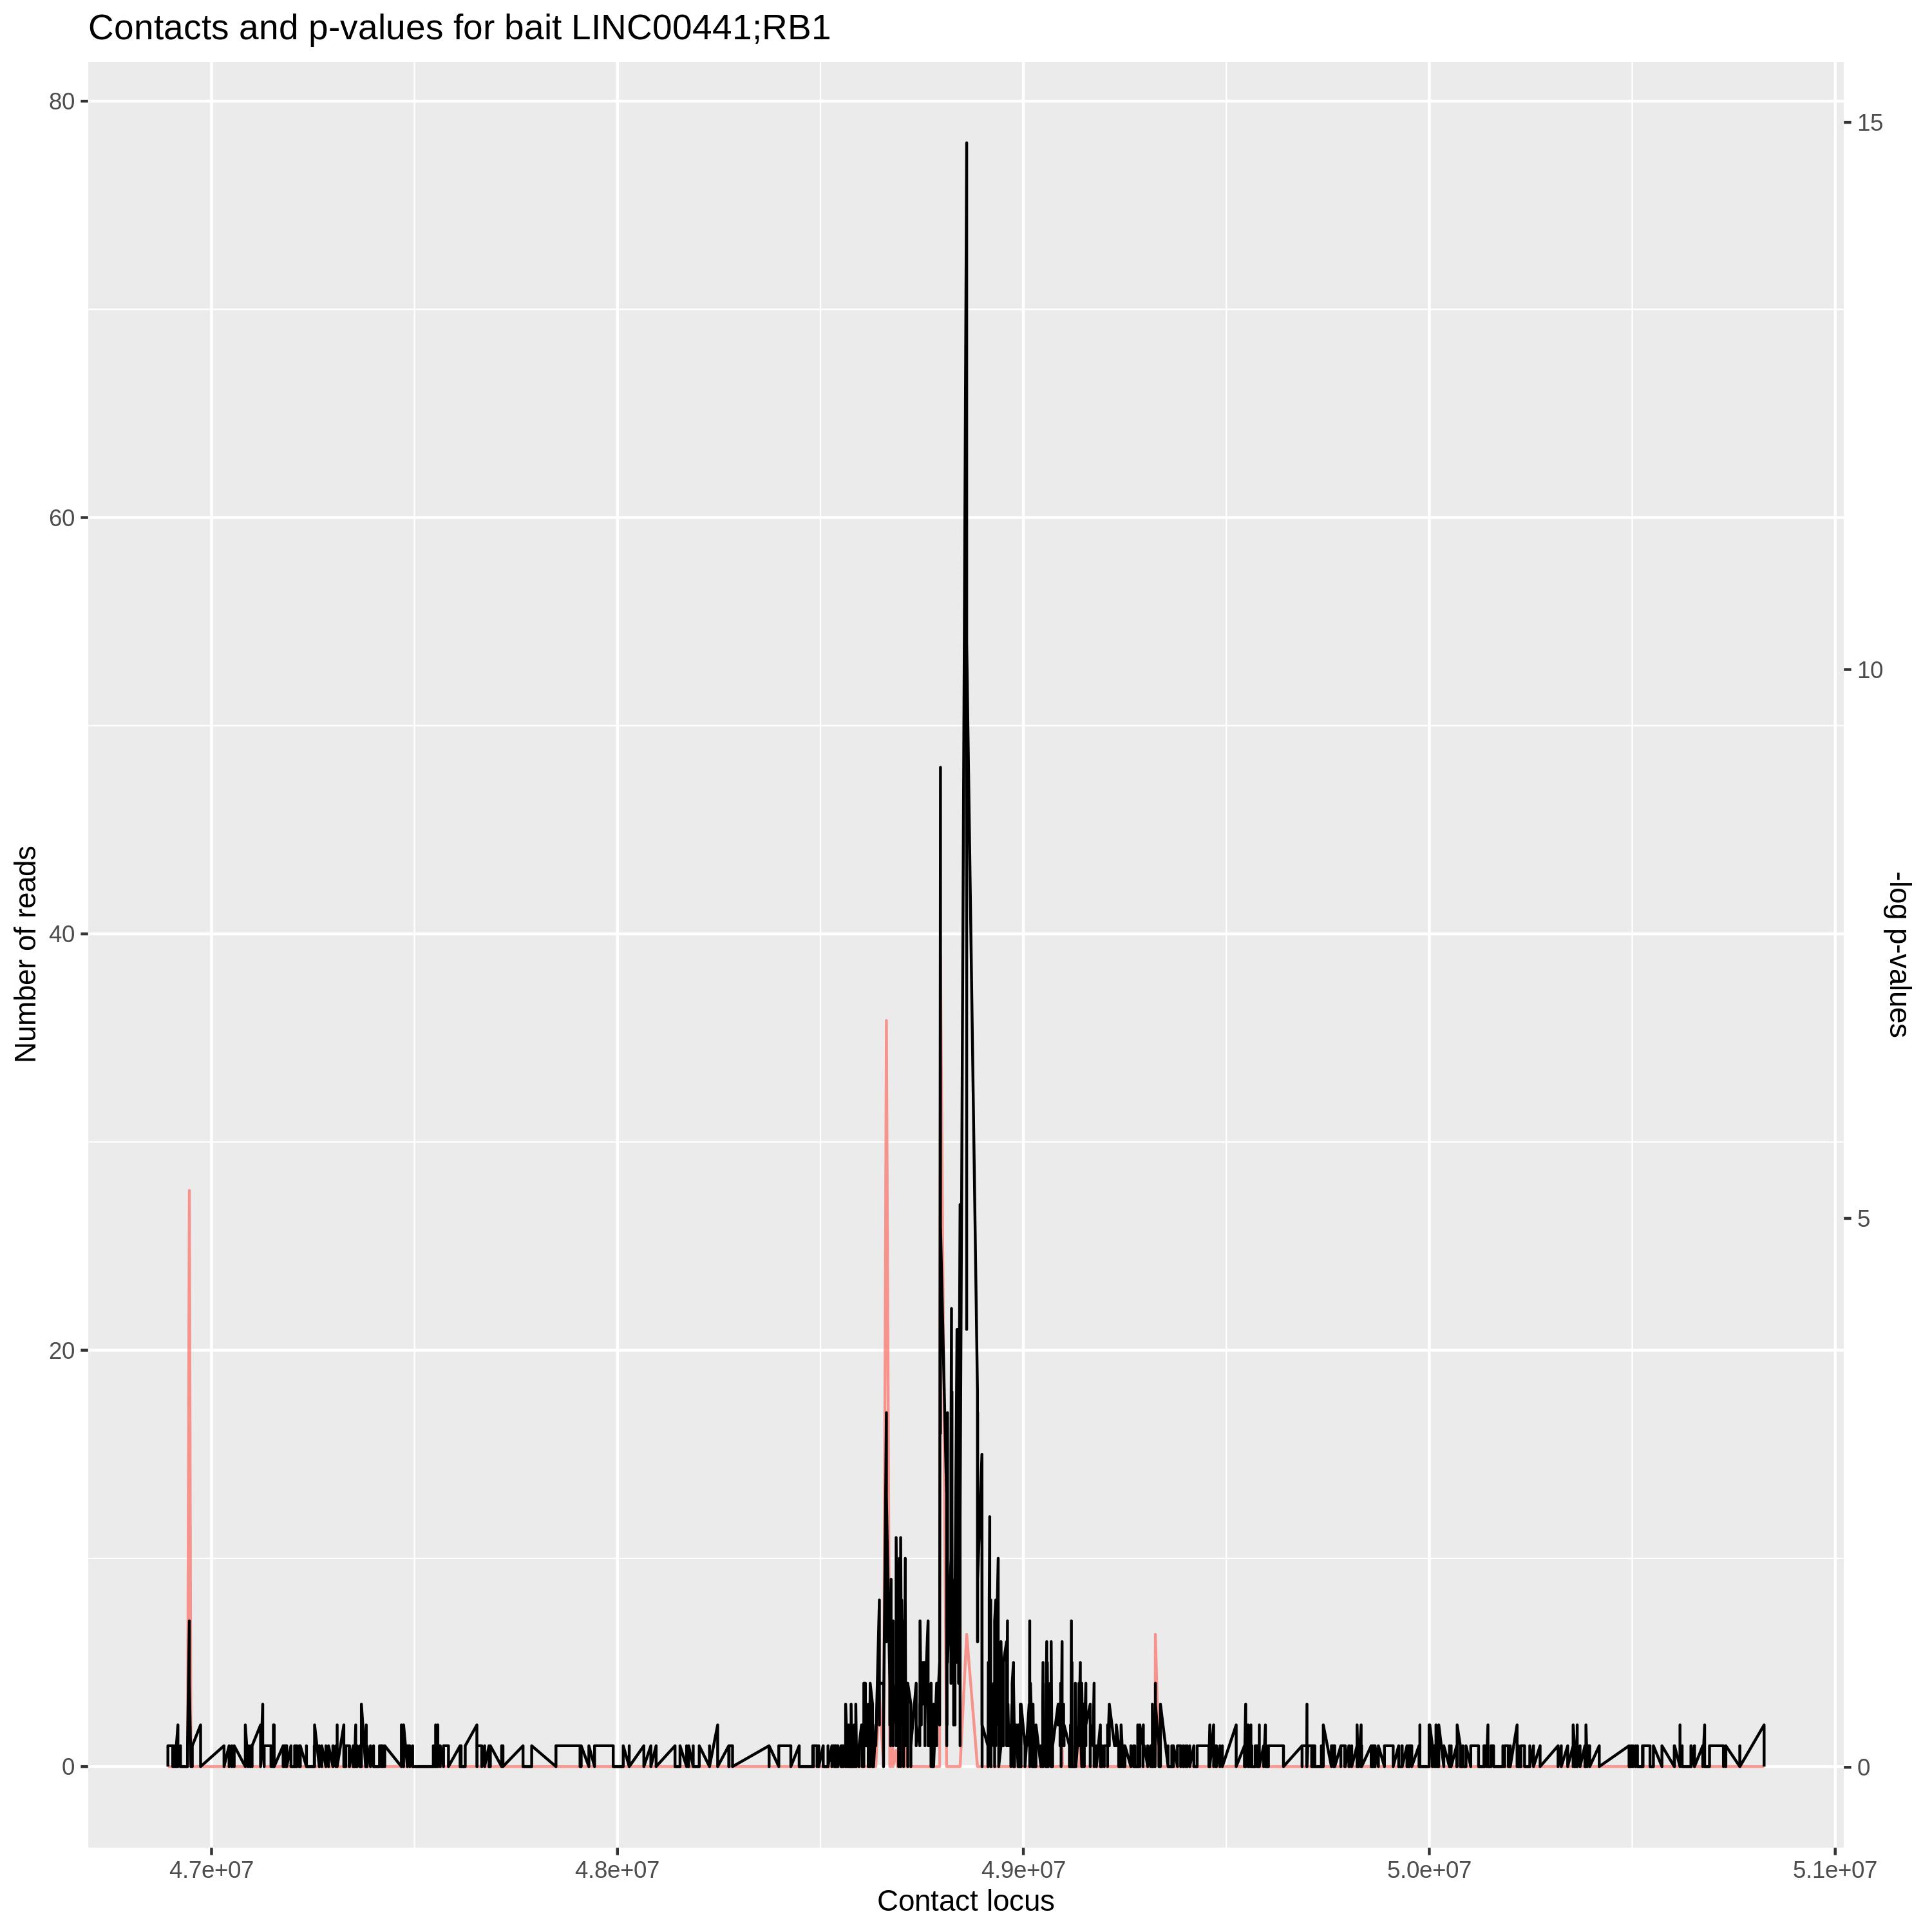 Contacts and p-values for bait LINC00441;RB1
80
60
40
20
0
15
10
5
0
Number of reads
-log p-values
4.7e+07
4.8e+07
4.9e+07
5.0e+07
5.1e+07
Contact locus